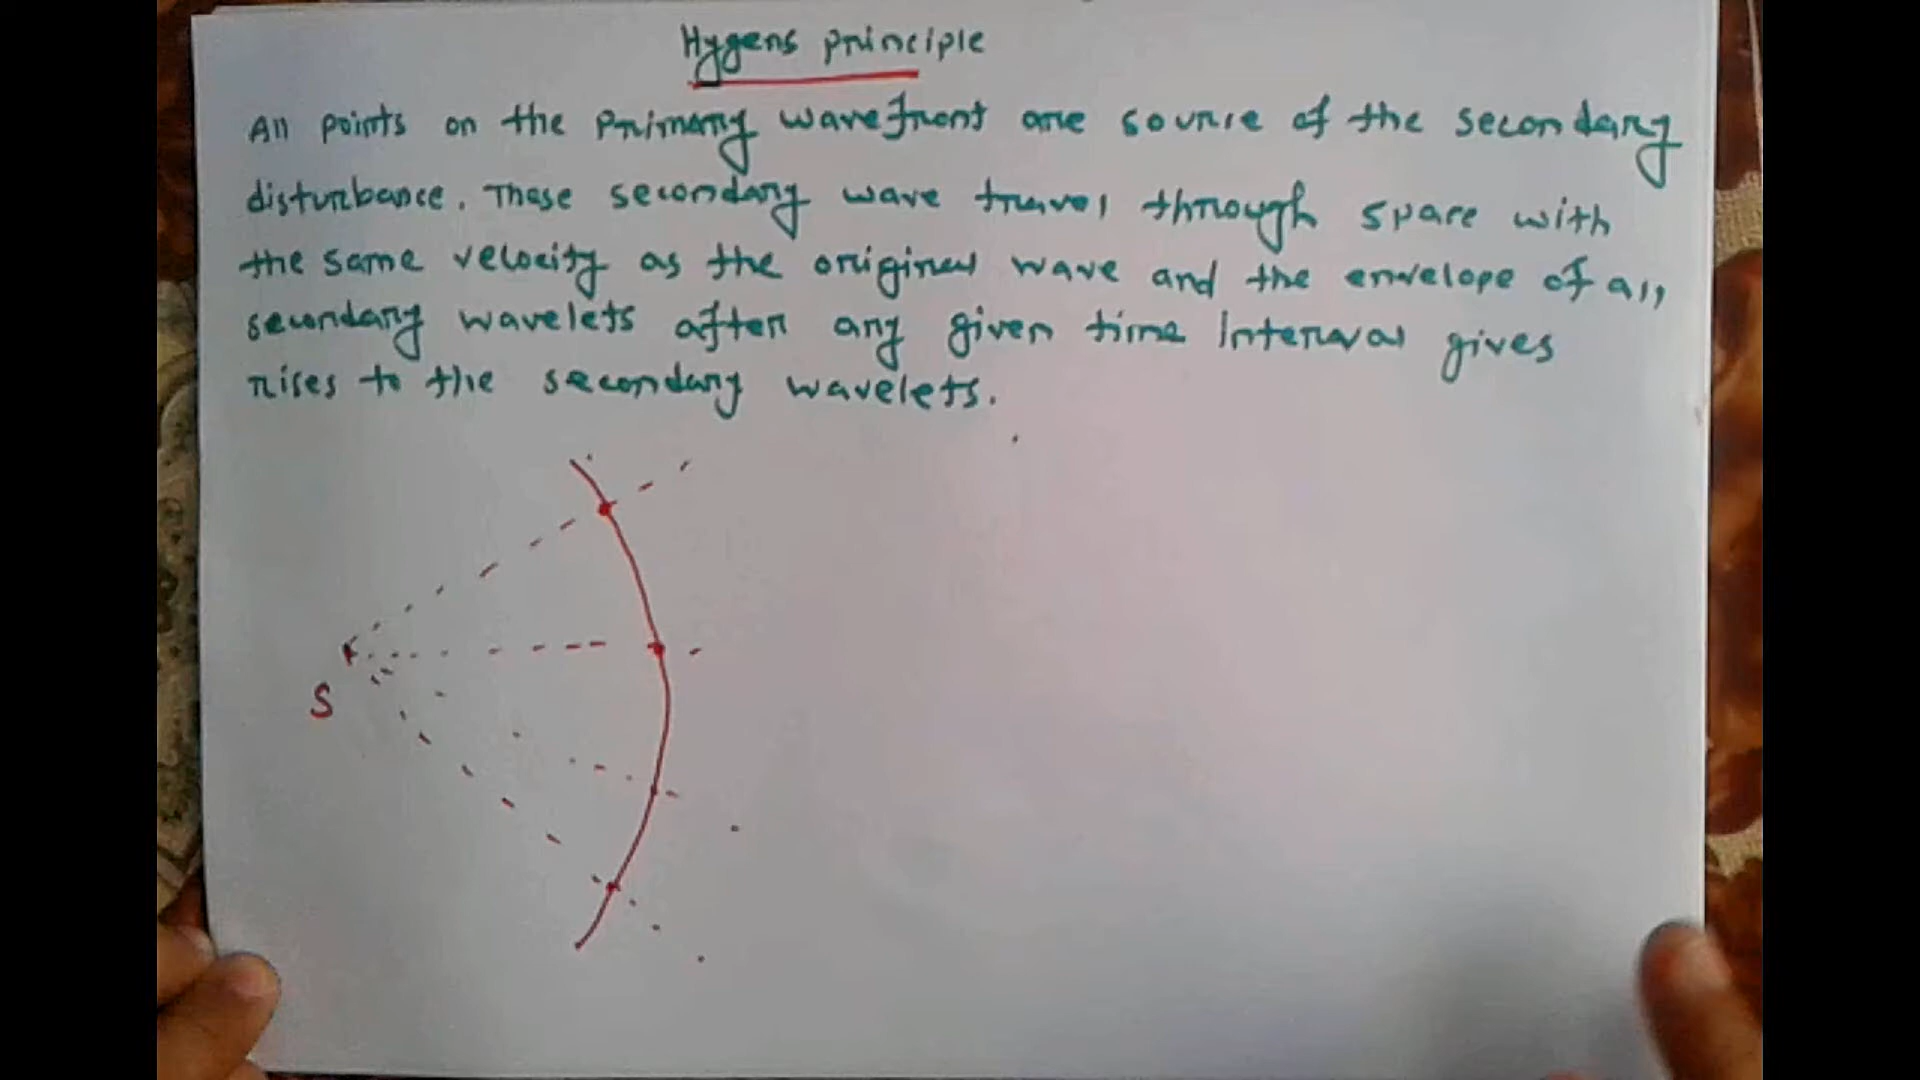 Hygens principle
All points on the primary wavefront are source of the secondary
disturbance. These secondary wave travel through space with
the same velocity as the original wave and the envelope of all
secondary wavelets after any given time Interval gives
rises to the secondary wavelets.
S